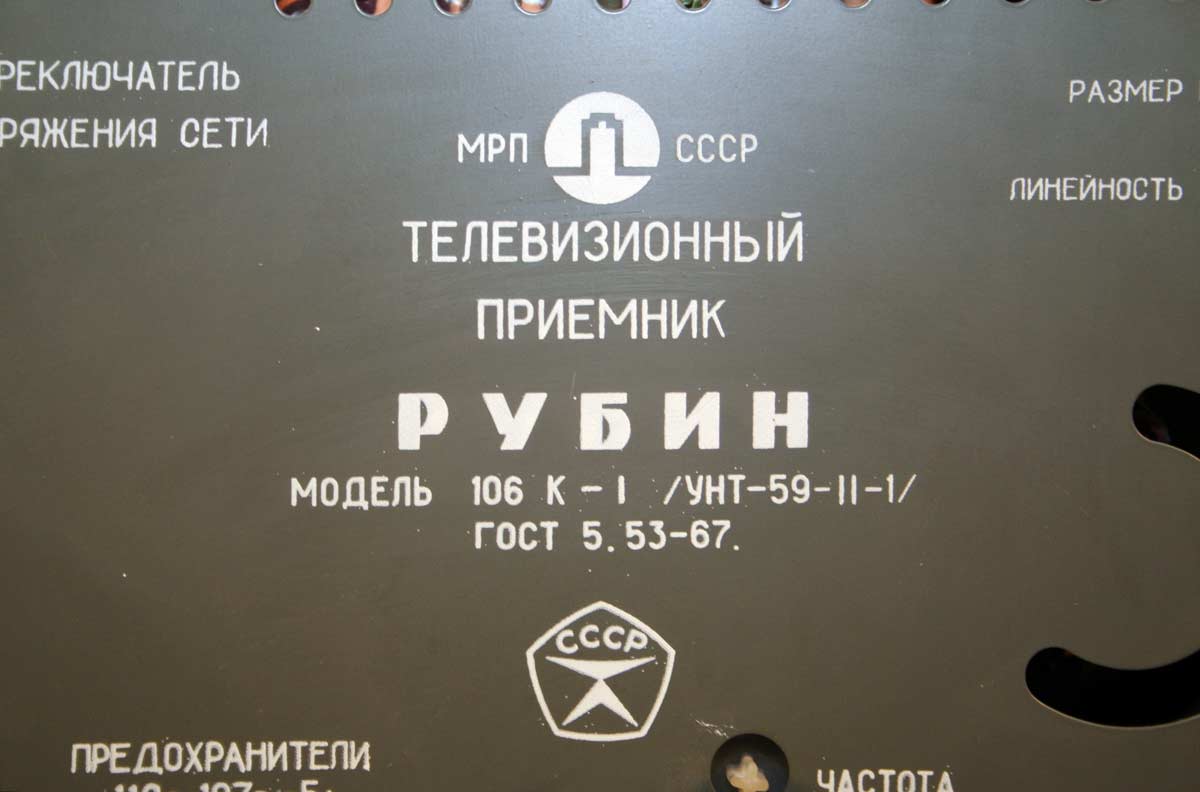 РЕКЛЮЧАТЕЛЬ
РЯЖЕНИЯ СЕТИ
РАЗМЕР
МРП СССР
ЛИНЕЙНОСТЬ
ТЕЛЕВИЗИОННЫЙ
ПРИЕМНИК
РУБИН
МОДЕЛЬ 106 К - I /УНТ-59-II-1/
ГОСТ 5.53-67.
СССР
ПРЕДОХРАНИТЕЛИ
ЧАСТОТА